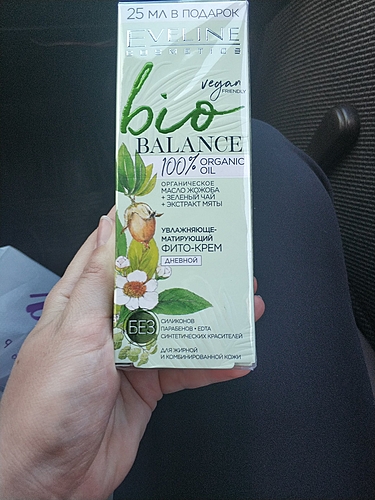 25 МЛ В ПОДАРОК
EVELINE
COSMETICS
vegan
FRIENDLY
bio
BALANCE
100% ORGANIC
OIL
ОРГАНИЧЕСКОЕ
МАСЛО ЖОЖОБА
+ ЗЕЛЕНЫЙ ЧАЙ
+ ЭКСТРАКТ МЯТЫ
УВЛАЖНЯЮЩЕ-
МАТИРУЮЩИЙ
ФИТО-КРЕМ
ДНЕВНОЙ
БЕЗ
СИЛИКОНОВ
ПАРАБЕНОВ • EDTA
СИНТЕТИЧЕСКИХ КРАСИТЕЛЕЙ
ДЛЯ ЖИРНОЙ
И КОМБИНИРОВАННОЙ КОЖИ